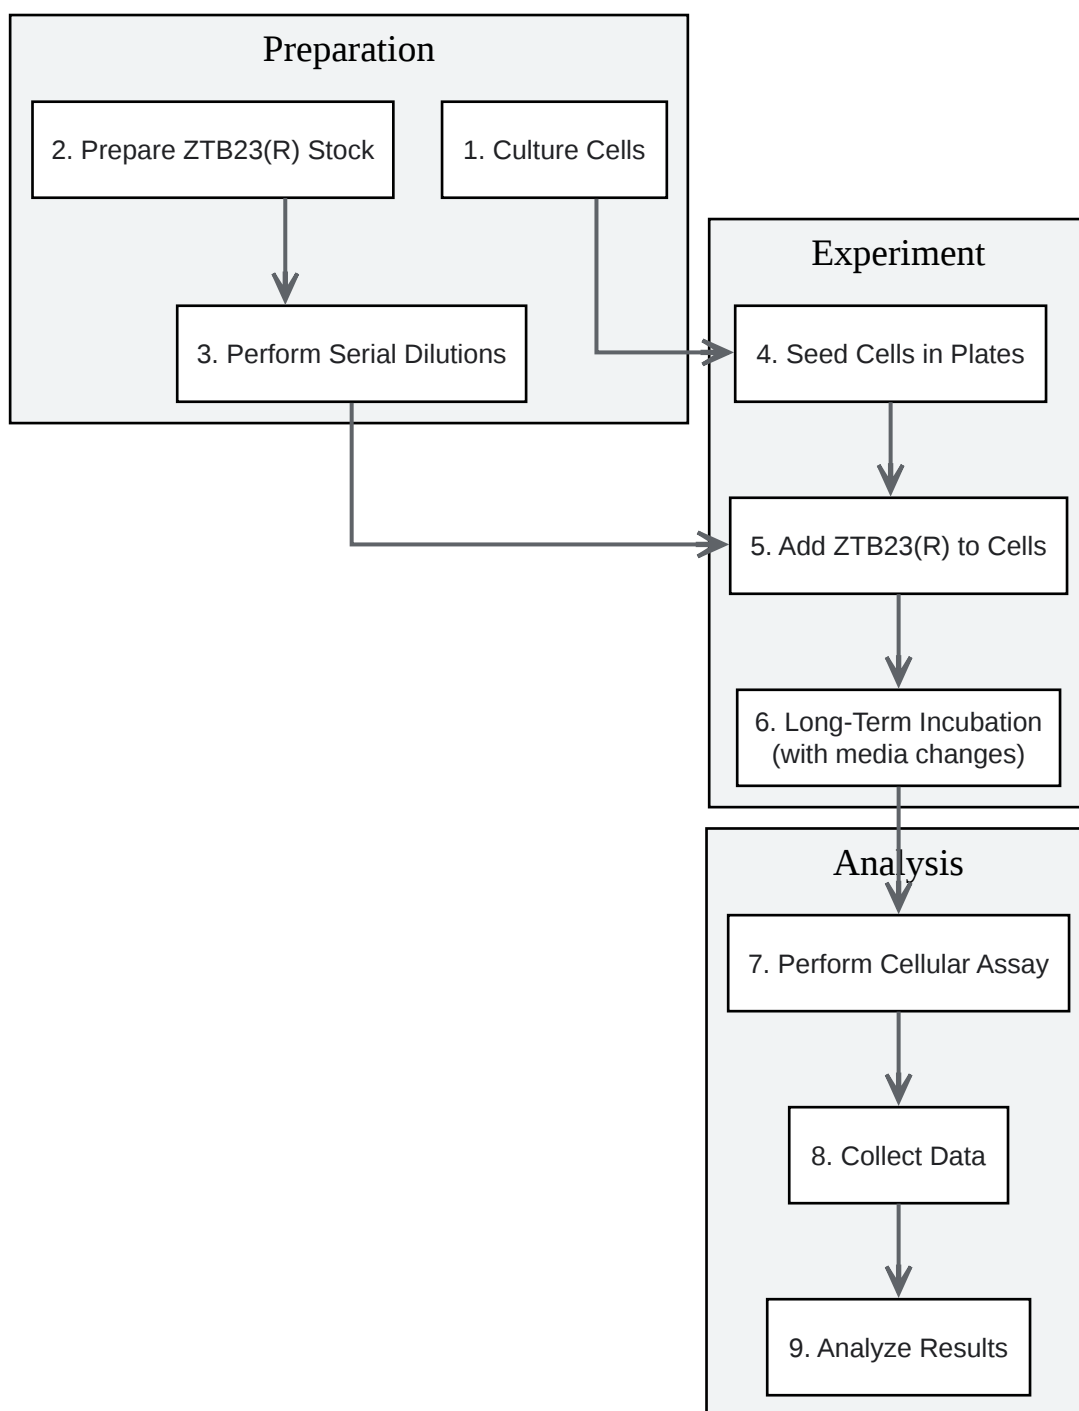 Preparation
2. Prepare ZTB23(R) Stock
1. Culture Cells
3. Perform Serial Dilutions
Experiment
4. Seed Cells in Plates
5. Add ZTB23(R) to Cells
6. Long-Term Incubation
(with media changes)
Analysis
7. Perform Cellular Assay
8. Collect Data
9. Analyze Results